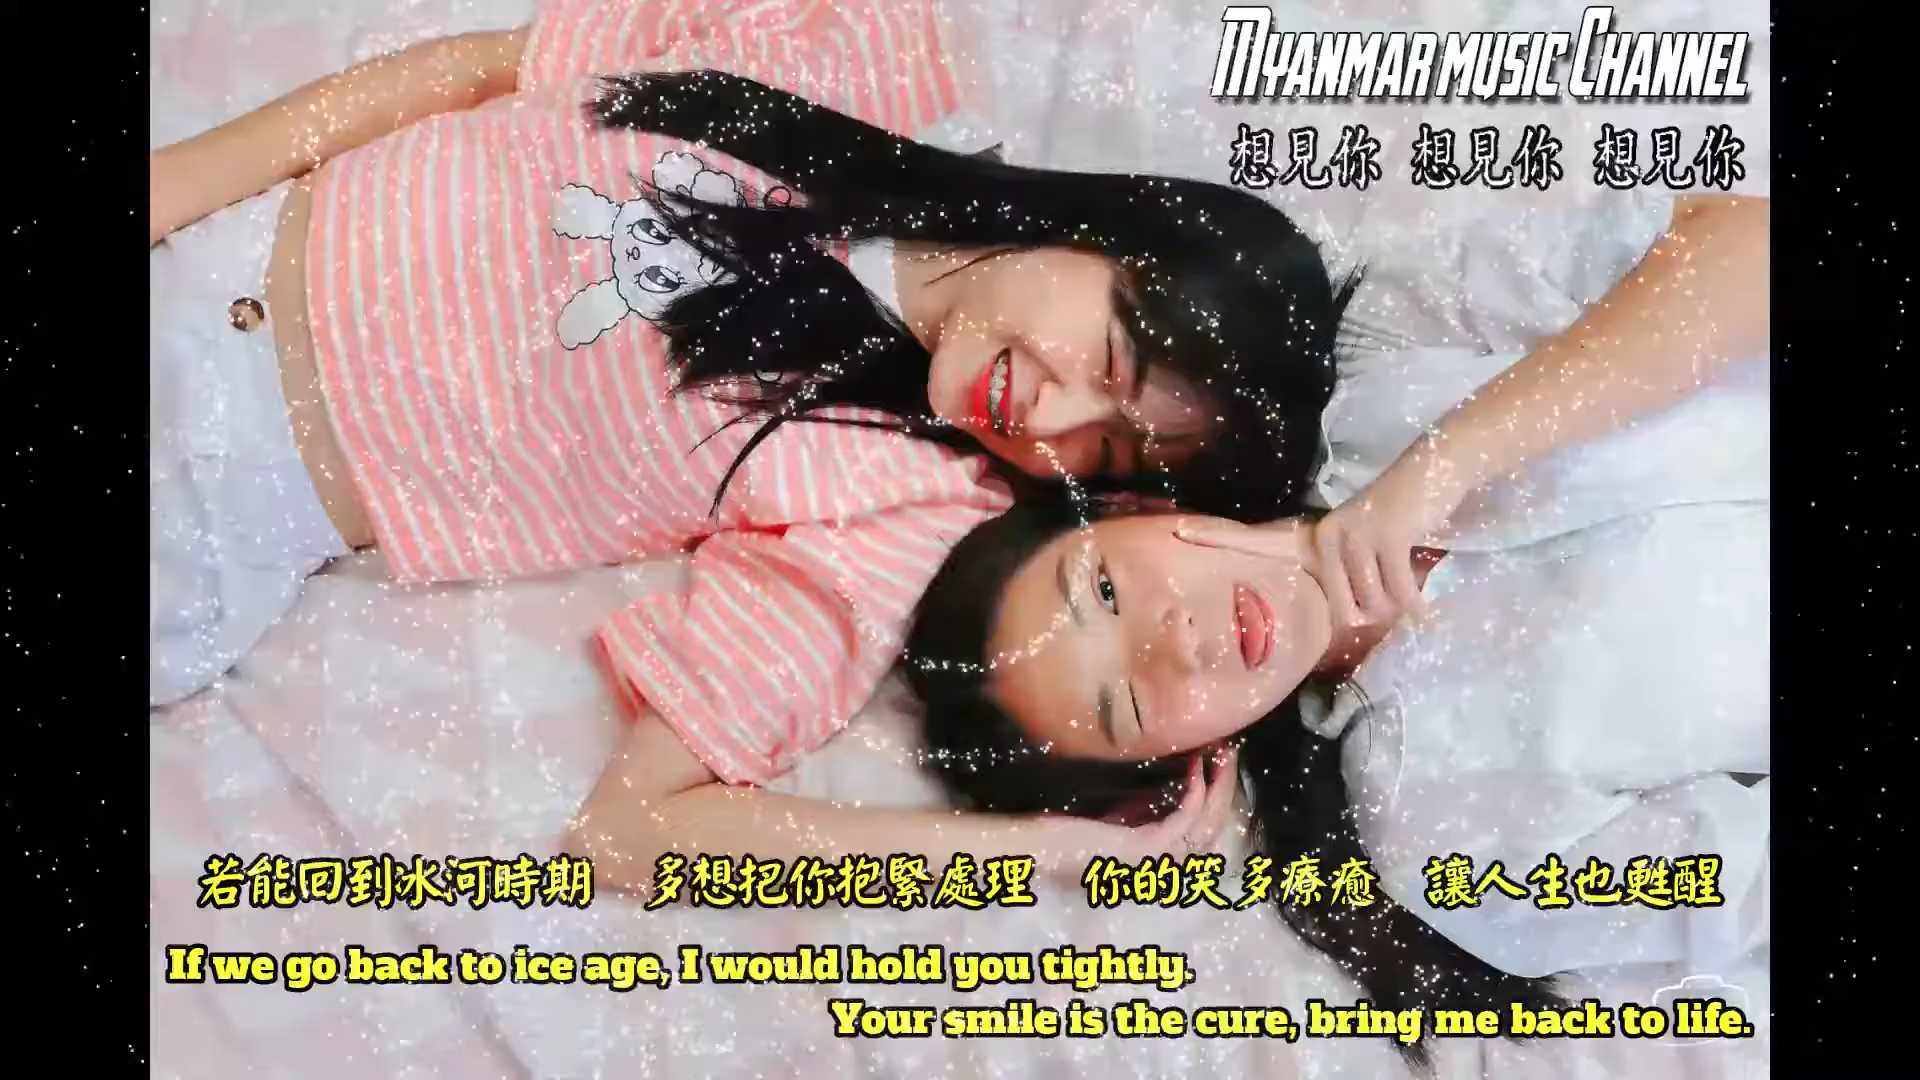 MYANMAR MUSIC CHANNEL
想見你 想見你 想見你
若能回到冰河時期 多想把你抱緊處理 你的笑多療癒 讓人生也甦醒
If we go back to ice age, I would hold you tightly.
Your smile is the cure, bring me back to life.